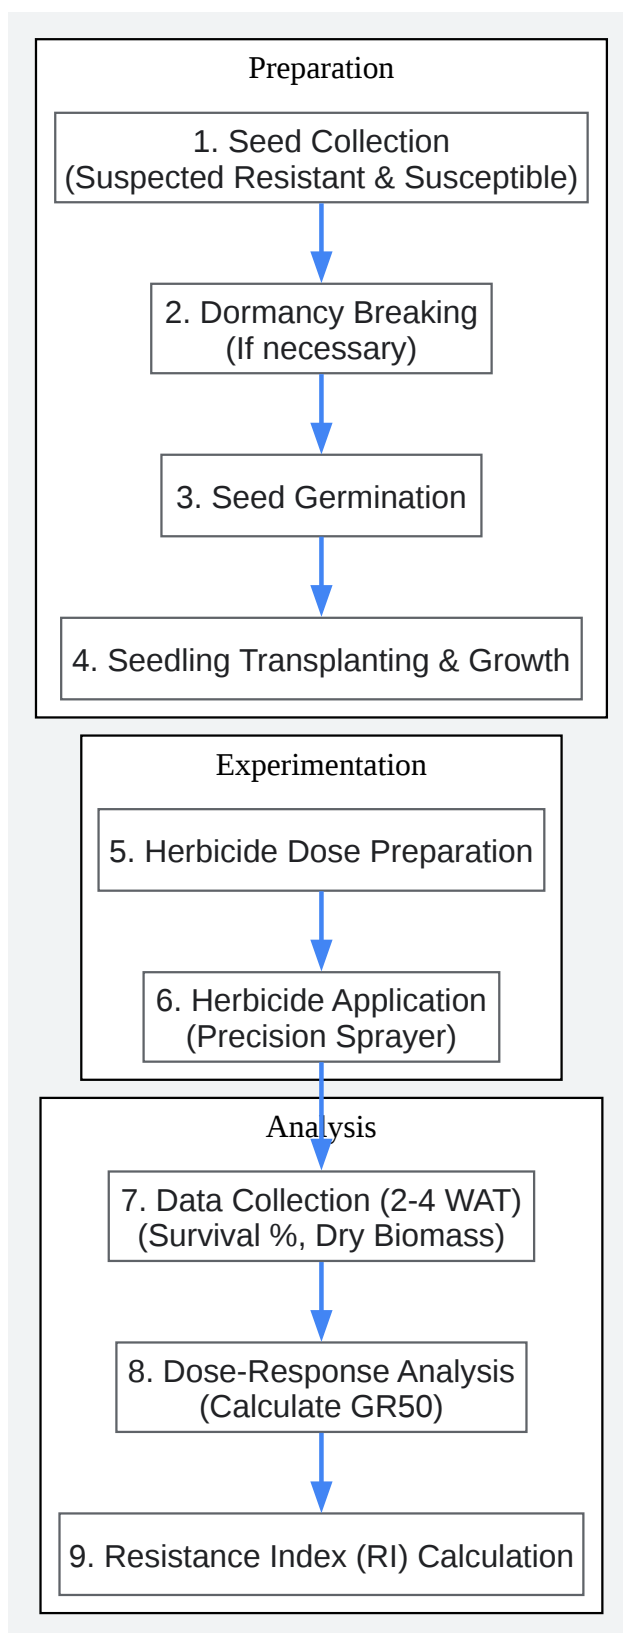 Preparation
1. Seed Collection
(Suspected Resistant & Susceptible)
2. Dormancy Breaking
(If necessary)
3. Seed Germination
4. Seedling Transplanting & Growth
Experimentation
5. Herbicide Dose Preparation
6. Herbicide Application
(Precision Sprayer)
Analysis
7. Data Collection (2-4 WAT)
(Survival %, Dry Biomass)
8. Dose-Response Analysis
(Calculate GR50)
9. Resistance Index (RI) Calculation